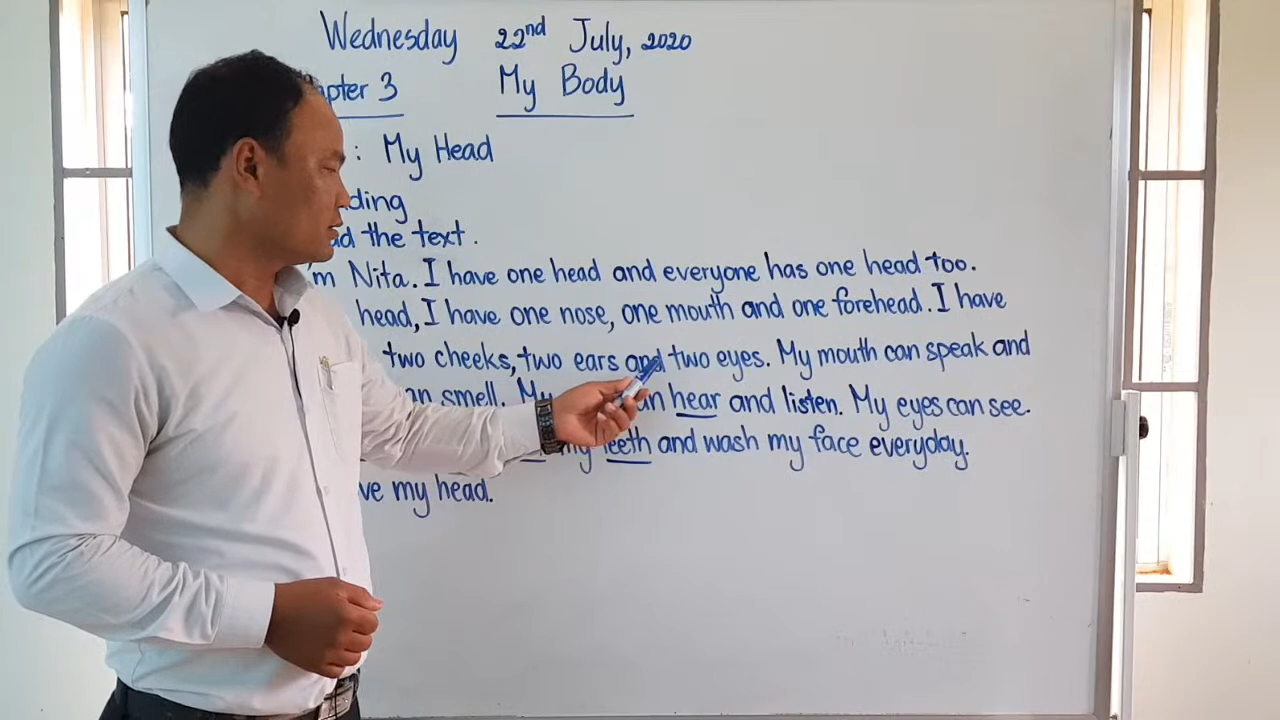 Wednesday 22nd July, 2020
pter 3 My Body
: My Head
ding
ad the text.
'm Nita. I have one head and everyone has one head too.
head, I have one nose, one mouth and one forehead. I have
two cheeks, two ears and two eyes. My mouth can speak and
an smell. My an hear and listen. My eyes can see.
my teeth and wash my face everyday.
ve my head.